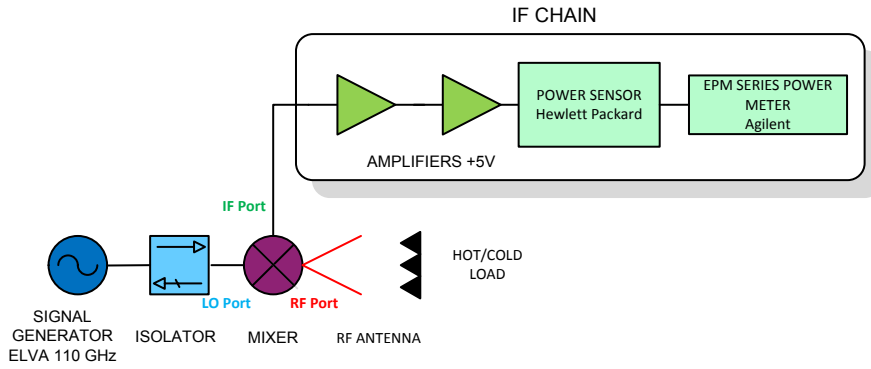 IF CHAIN
POWER SENSOR
Hewlett Packard
EPM SERIES POWER
METER
Agilent
AMPLIFIERS +5V
IF Port
LO Port
RF Port
HOT/COLD
LOAD
SIGNAL
GENERATOR
ELVA 110 GHz
ISOLATOR
MIXER
RF ANTENNA